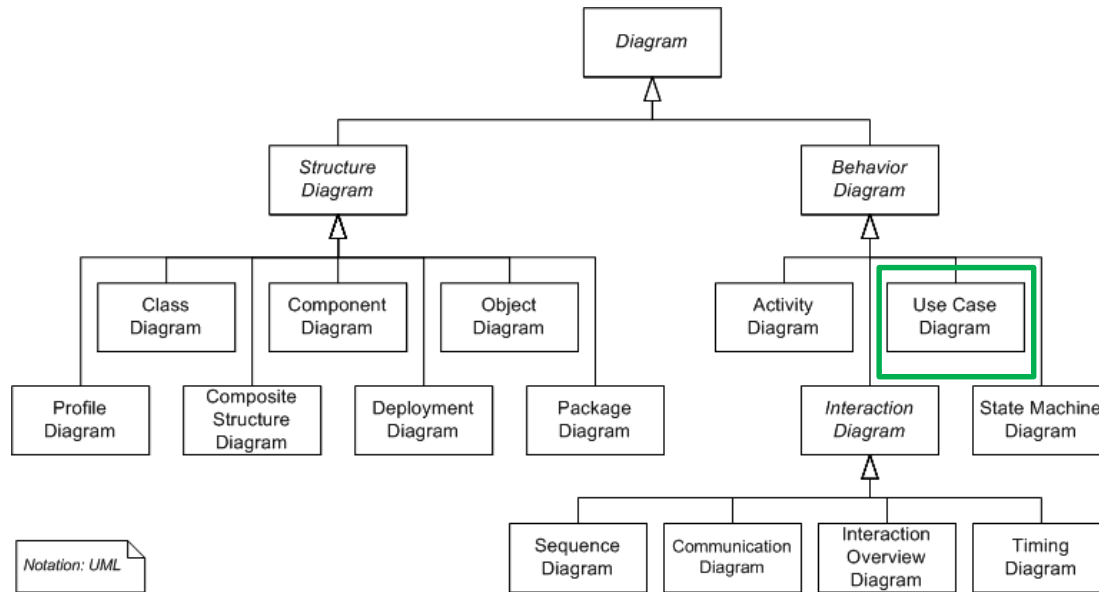 Diagram
Structure
Diagram
Behavior
Diagram
Class
Diagram
Component
Diagram
Object
Diagram
Activity
Diagram
Use Case
Diagram
Profile
Diagram
Composite
Structure
Diagram
Deployment
Diagram
Package
Diagram
Interaction
Diagram
State Machine
Diagram
Sequence
Diagram
Communication
Diagram
Interaction
Overview
Diagram
Timing
Diagram
Notation: UML